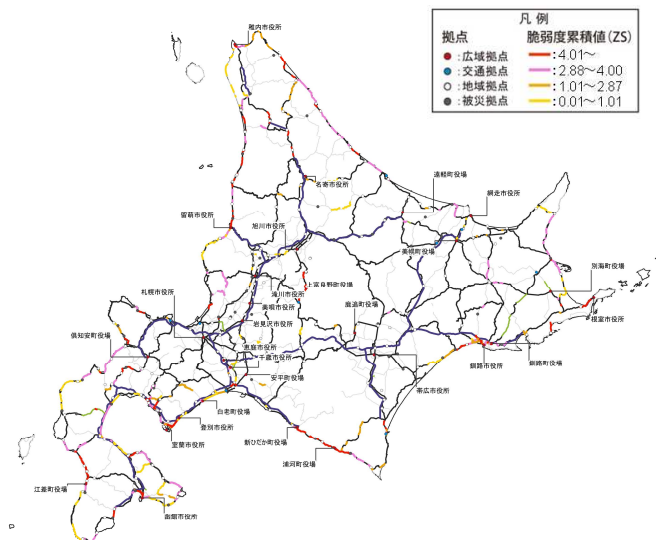 凡 例
拠点 脆弱度累積値(ZS)
:広域拠点 :4.01～
:交通拠点 :2.88～4.00
:地域拠点 :1.01～2.87
:被災拠点 :0.01～1.01
稚内市役所
名寄市役所
遠軽町役場
網走市役所
留萌市役所
旭川市役所
美幌町役場
別海町役場
札幌市役所
滝川市役所
上富良野町役場
鹿追町役場
美唄市役所
根室市役所
倶知安町役場
岩見沢市役所
恵庭市役所
千歳市役所
釧路市役所
釧路町役場
安平町役場
帯広市役所
白老町役場
登別市役所
新ひだか町役場
室蘭市役所
浦河町役場
江差町役場
函館市役所